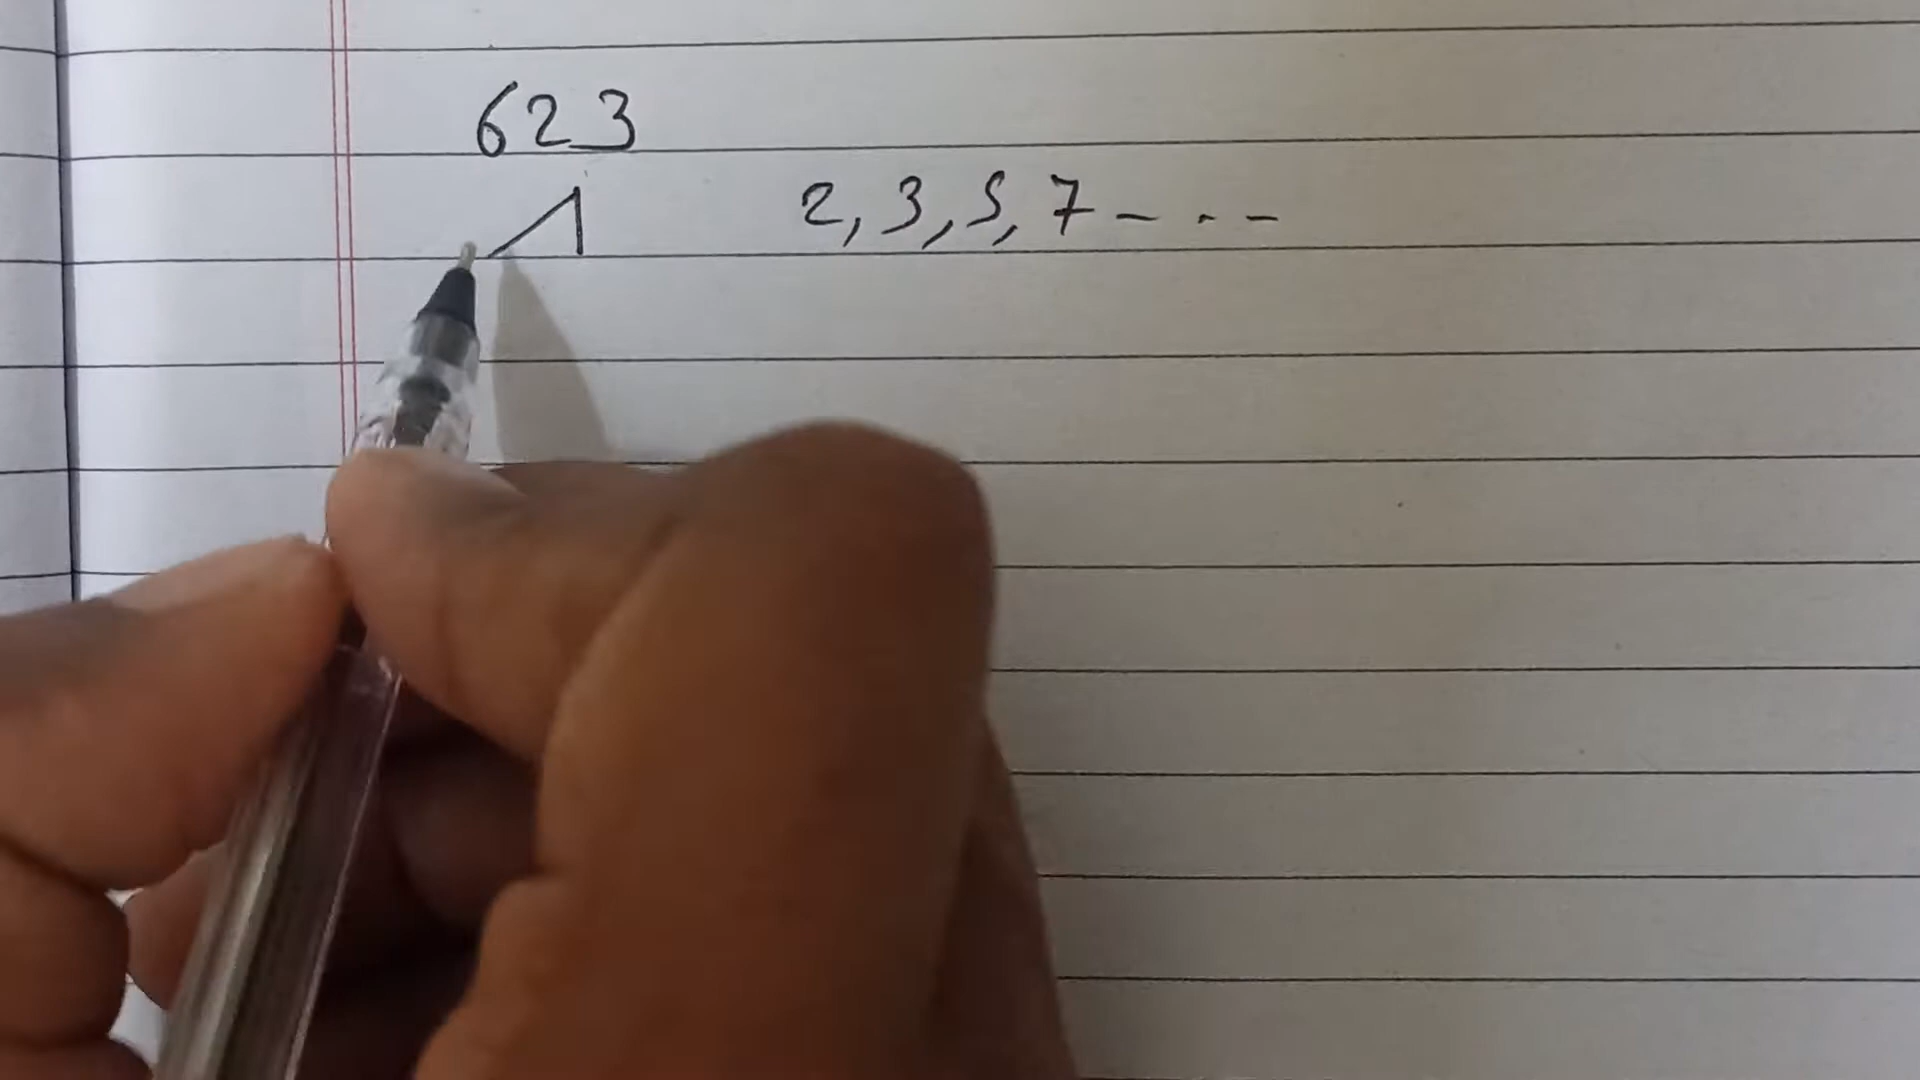 623
2, 3, 5, 7 - - -